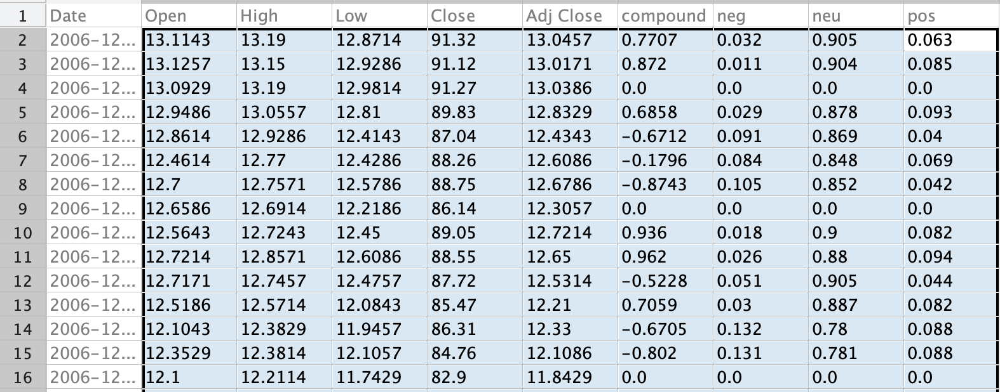 1 Date Open High Low Close Adj Close compound neg neu pos
2 2006-12... 13.1143 13.19 12.8714 91.32 13.0457 0.7707 0.032 0.905 0.063
3 2006-12... 13.1257 13.15 12.9286 91.12 13.0171 0.872 0.011 0.904 0.085
4 2006-12... 13.0929 13.19 12.9814 91.27 13.0386 0.0 0.0 0.0 0.0
5 2006-12... 12.9486 13.0557 12.81 89.83 12.8329 0.6858 0.029 0.878 0.093
6 2006-12... 12.8614 12.9286 12.4143 87.04 12.4343 -0.6712 0.091 0.869 0.04
7 2006-12... 12.4614 12.77 12.4286 88.26 12.6086 -0.1796 0.084 0.848 0.069
8 2006-12... 12.7 12.7571 12.5786 88.75 12.6786 -0.8743 0.105 0.852 0.042
9 2006-12... 12.6586 12.6914 12.2186 86.14 12.3057 0.0 0.0 0.0 0.0
10 2006-12... 12.5643 12.7243 12.45 89.05 12.7214 0.936 0.018 0.9 0.082
11 2006-12... 12.7214 12.8571 12.6086 88.55 12.65 0.962 0.026 0.88 0.094
12 2006-12... 12.7171 12.7457 12.4757 87.72 12.5314 -0.5228 0.051 0.905 0.044
13 2006-12... 12.5186 12.5714 12.0843 85.47 12.21 0.7059 0.03 0.887 0.082
14 2006-12... 12.1043 12.3829 11.9457 86.31 12.33 -0.6705 0.132 0.78 0.088
15 2006-12... 12.3529 12.3814 12.1057 84.76 12.1086 -0.802 0.131 0.781 0.088
16 2006-12... 12.1 12.2114 11.7429 82.9 11.8429 0.0 0.0 0.0 0.0